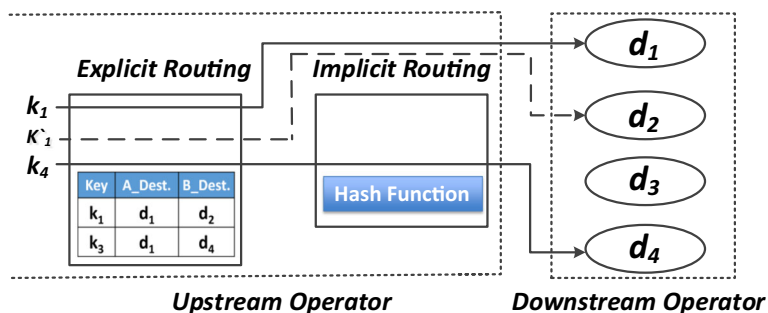 Explicit Routing Implicit Routing
k1
K`1
k4
Key A_Dest. B_Dest.
k1 d1 d2
k3 d1 d4
Hash Function
d1
d2
d3
d4
Upstream Operator Downstream Operator